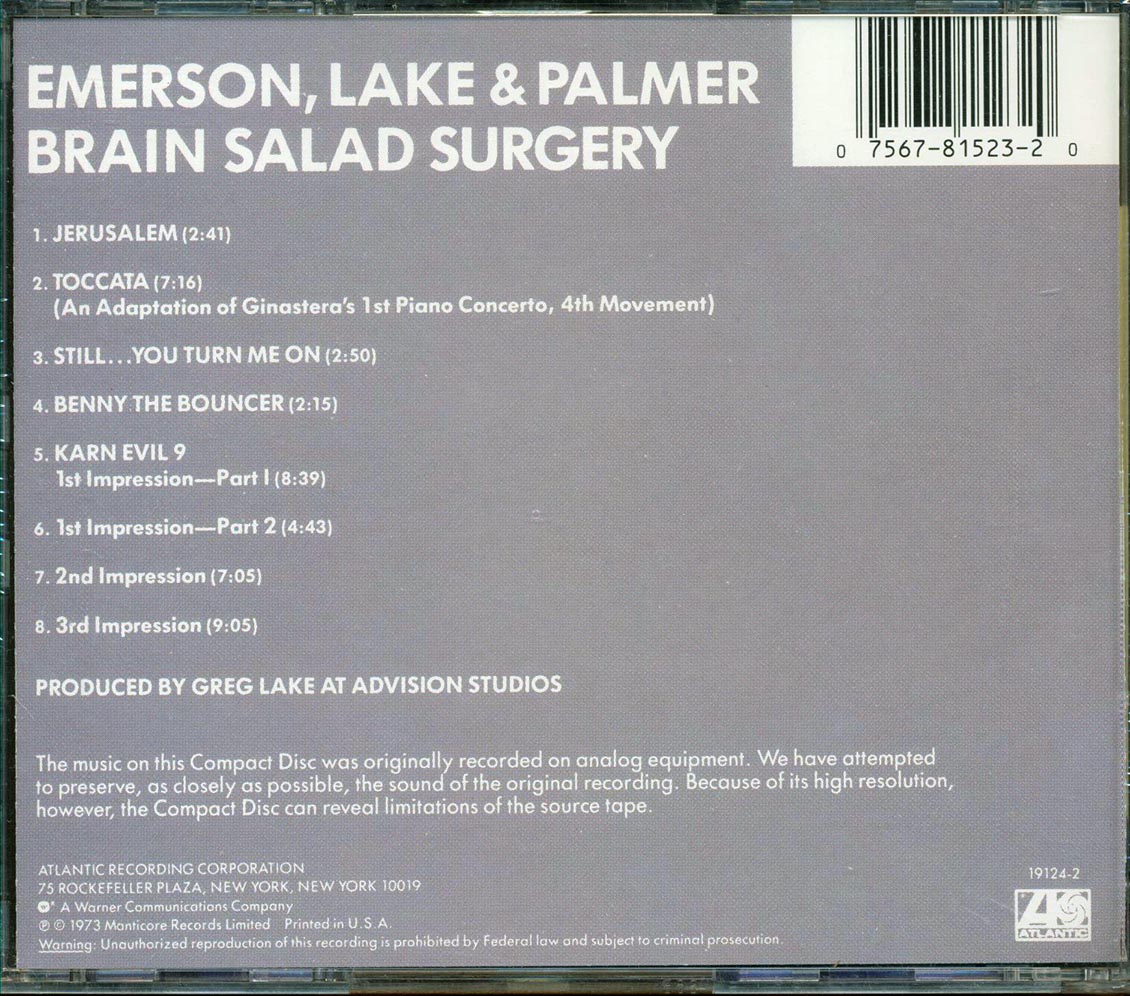 EMERSON, LAKE & PALMER
BRAIN SALAD SURGERY
0 7567-81523-2 0
1. JERUSALEM (2:41)
2. TOCCATA (7:16)
(An Adaptation of Ginastera's 1st Piano Concerto, 4th Movement)
3. STILL...YOU TURN ME ON (2:50)
4. BENNY THE BOUNCER (2:15)
5. KARN EVIL 9
1st Impression—Part I (8:39)
6. 1st Impression—Part 2 (4:43)
7. 2nd Impression (7:05)
8. 3rd Impression (9:05)
PRODUCED BY GREG LAKE AT ADVISION STUDIOS
The music on this Compact Disc was originally recorded on analog equipment. We have attempted
to preserve, as closely as possible, the sound of the original recording. Because of its high resolution,
however, the Compact Disc can reveal limitations of the source tape.
ATLANTIC RECORDING CORPORATION
75 ROCKEFELLER PLAZA, NEW YORK, NEW YORK 10019
A Warner Communications Company
℗ © 1973 Manticore Records Limited Printed in U.S.A.
Warning: Unauthorized reproduction of this recording is prohibited by Federal law and subject to criminal prosecution.
19124-2
ATLANTIC